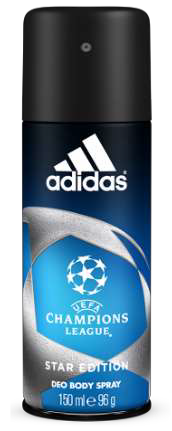 adidas
UEFA
CHAMPIONS
LEAGUE
STAR EDITION
DEO BODY SPRAY
150 ml e 96 g